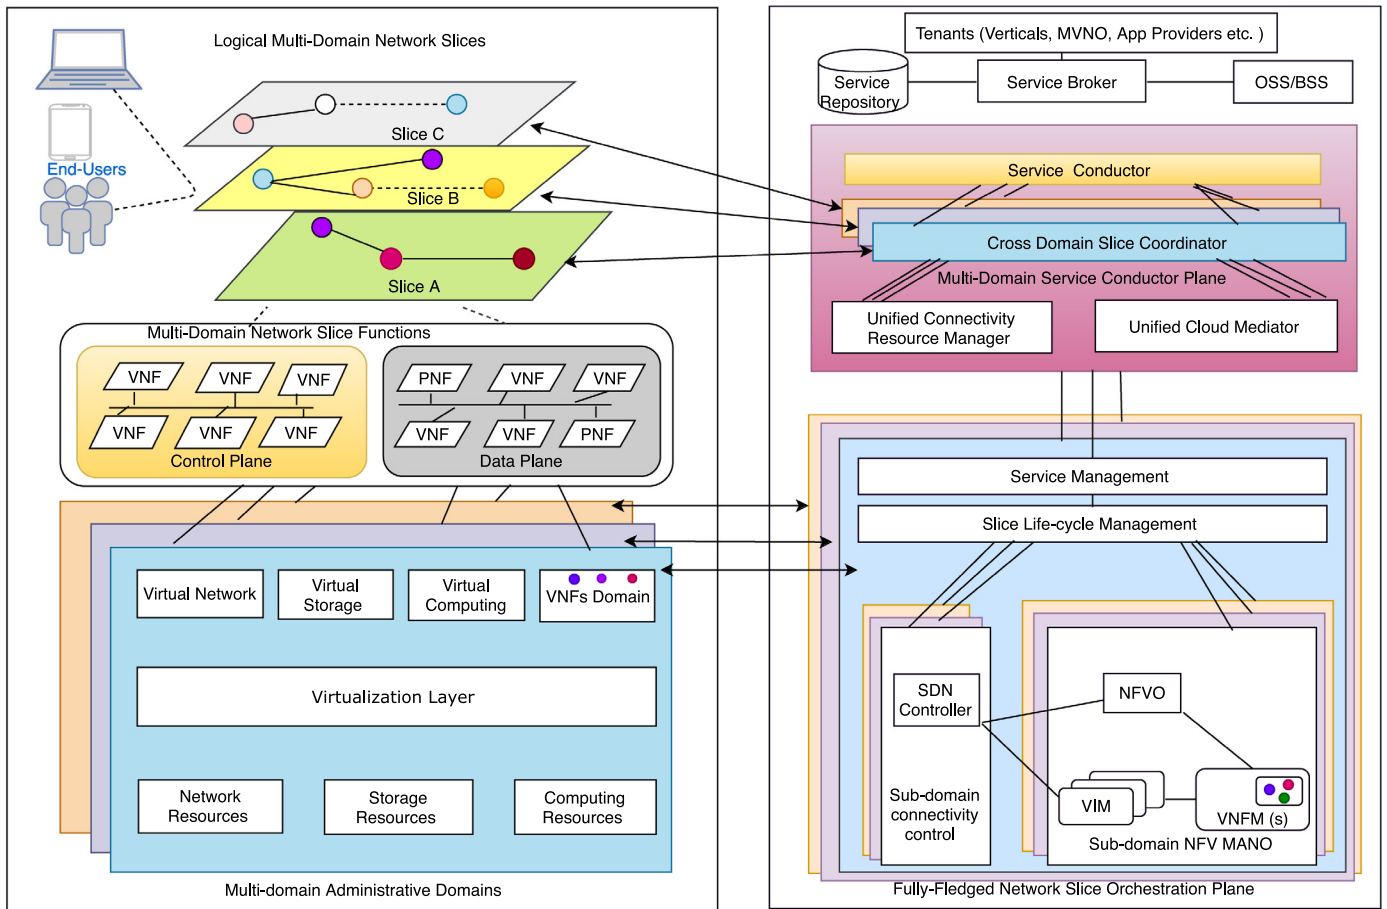 Logical Multi-Domain Network Slices
End-Users
Slice C
Slice B
Slice A
Multi-Domain Network Slice Functions
VNF
VNF
VNF
VNF
VNF
VNF
Control Plane
PNF
VNF
VNF
VNF
VNF
PNF
Data Plane
Virtual Network
Virtual
Storage
Virtual
Computing
VNFs Domain
Virtualization Layer
Network
Resources
Storage
Resources
Computing
Resources
Multi-domain Administrative Domains
Tenants (Verticals, MVNO, App Providers etc. )
Service
Repository
Service Broker
OSS/BSS
Service Conductor
Cross Domain Slice Coordinator
Multi-Domain Service Conductor Plane
Unified Connectivity
Resource Manager
Unified Cloud Mediator
Service Management
Slice Life-cycle Management
SDN
Controller
Sub-domain
connectivity
control
NFVO
VIM
VNFM (s)
Sub-domain NFV MANO
Fully-Fledged Network Slice Orchestration Plane